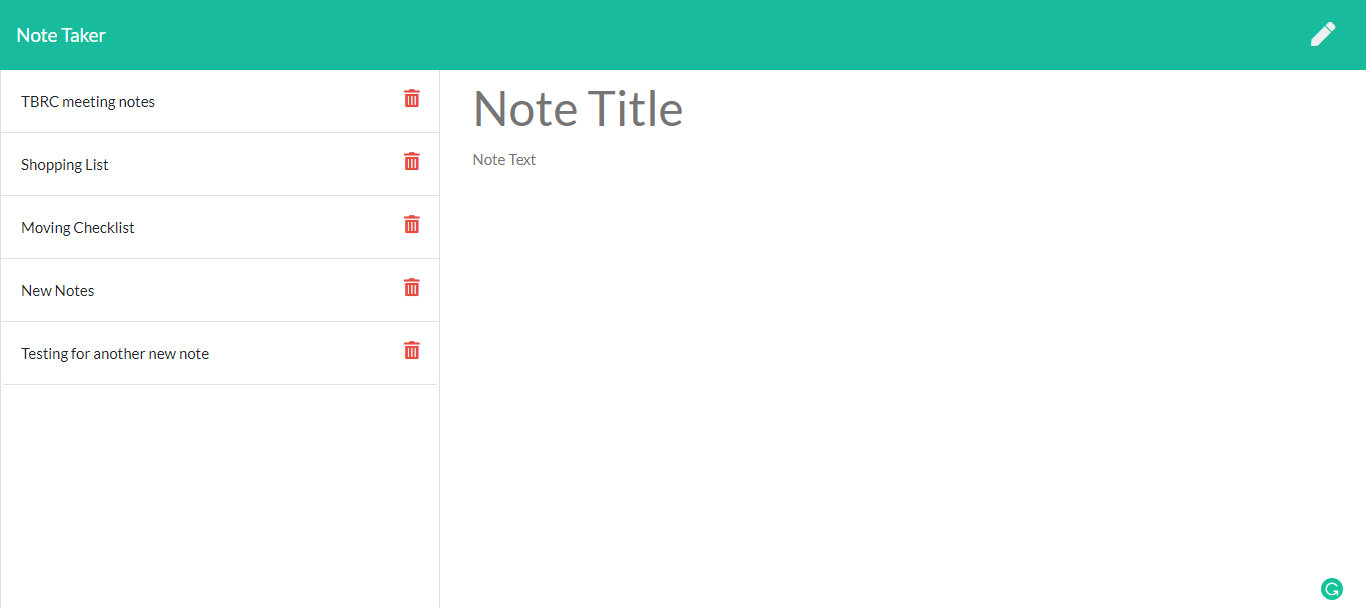 Note Taker
TBRC meeting notes
Shopping List
Moving Checklist
New Notes
Testing for another new note
Note Title
Note Text